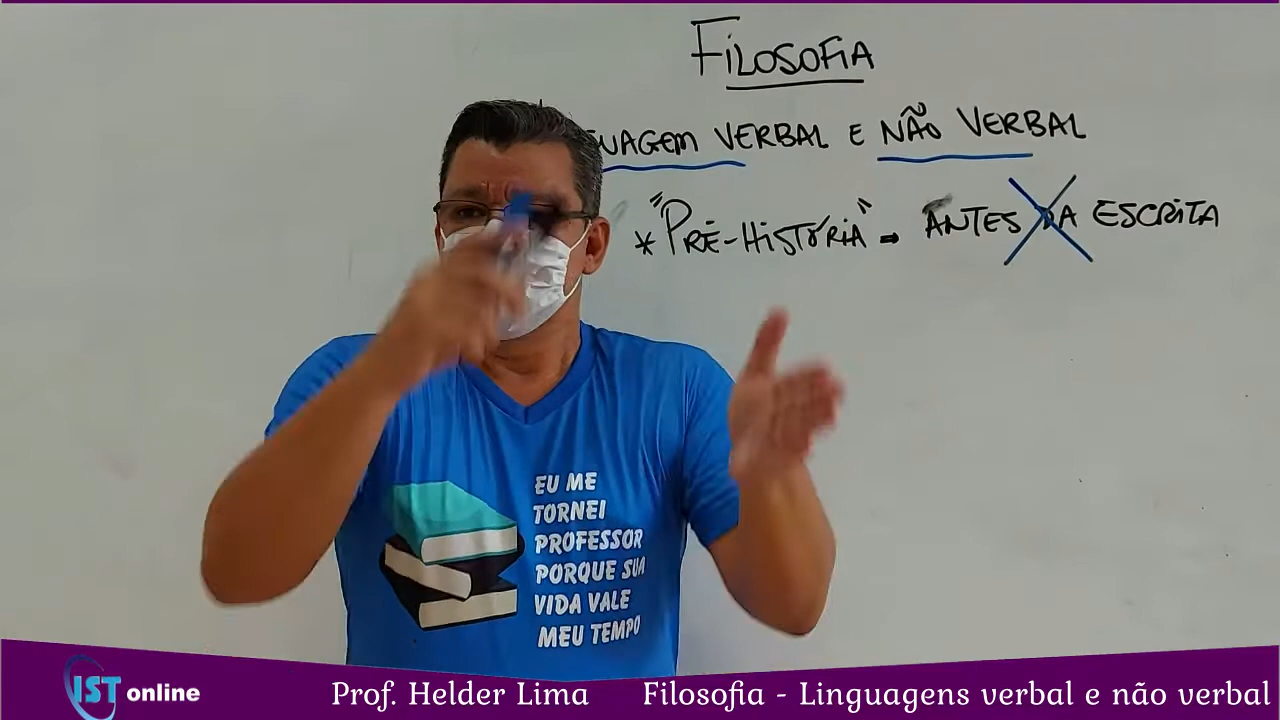 FILOSOFIA
VERBAL E NÃO VERBAL
* "PRÉ-HISTÓRIA" ⇒ ANTES DA ESCRITA
EU ME
TORNEI
PROFESSOR
PORQUE SUA
VIDA VALE
MEU TEMPO
IST online
Prof. Helder Lima
Filosofia - Linguagens verbal e não verbal